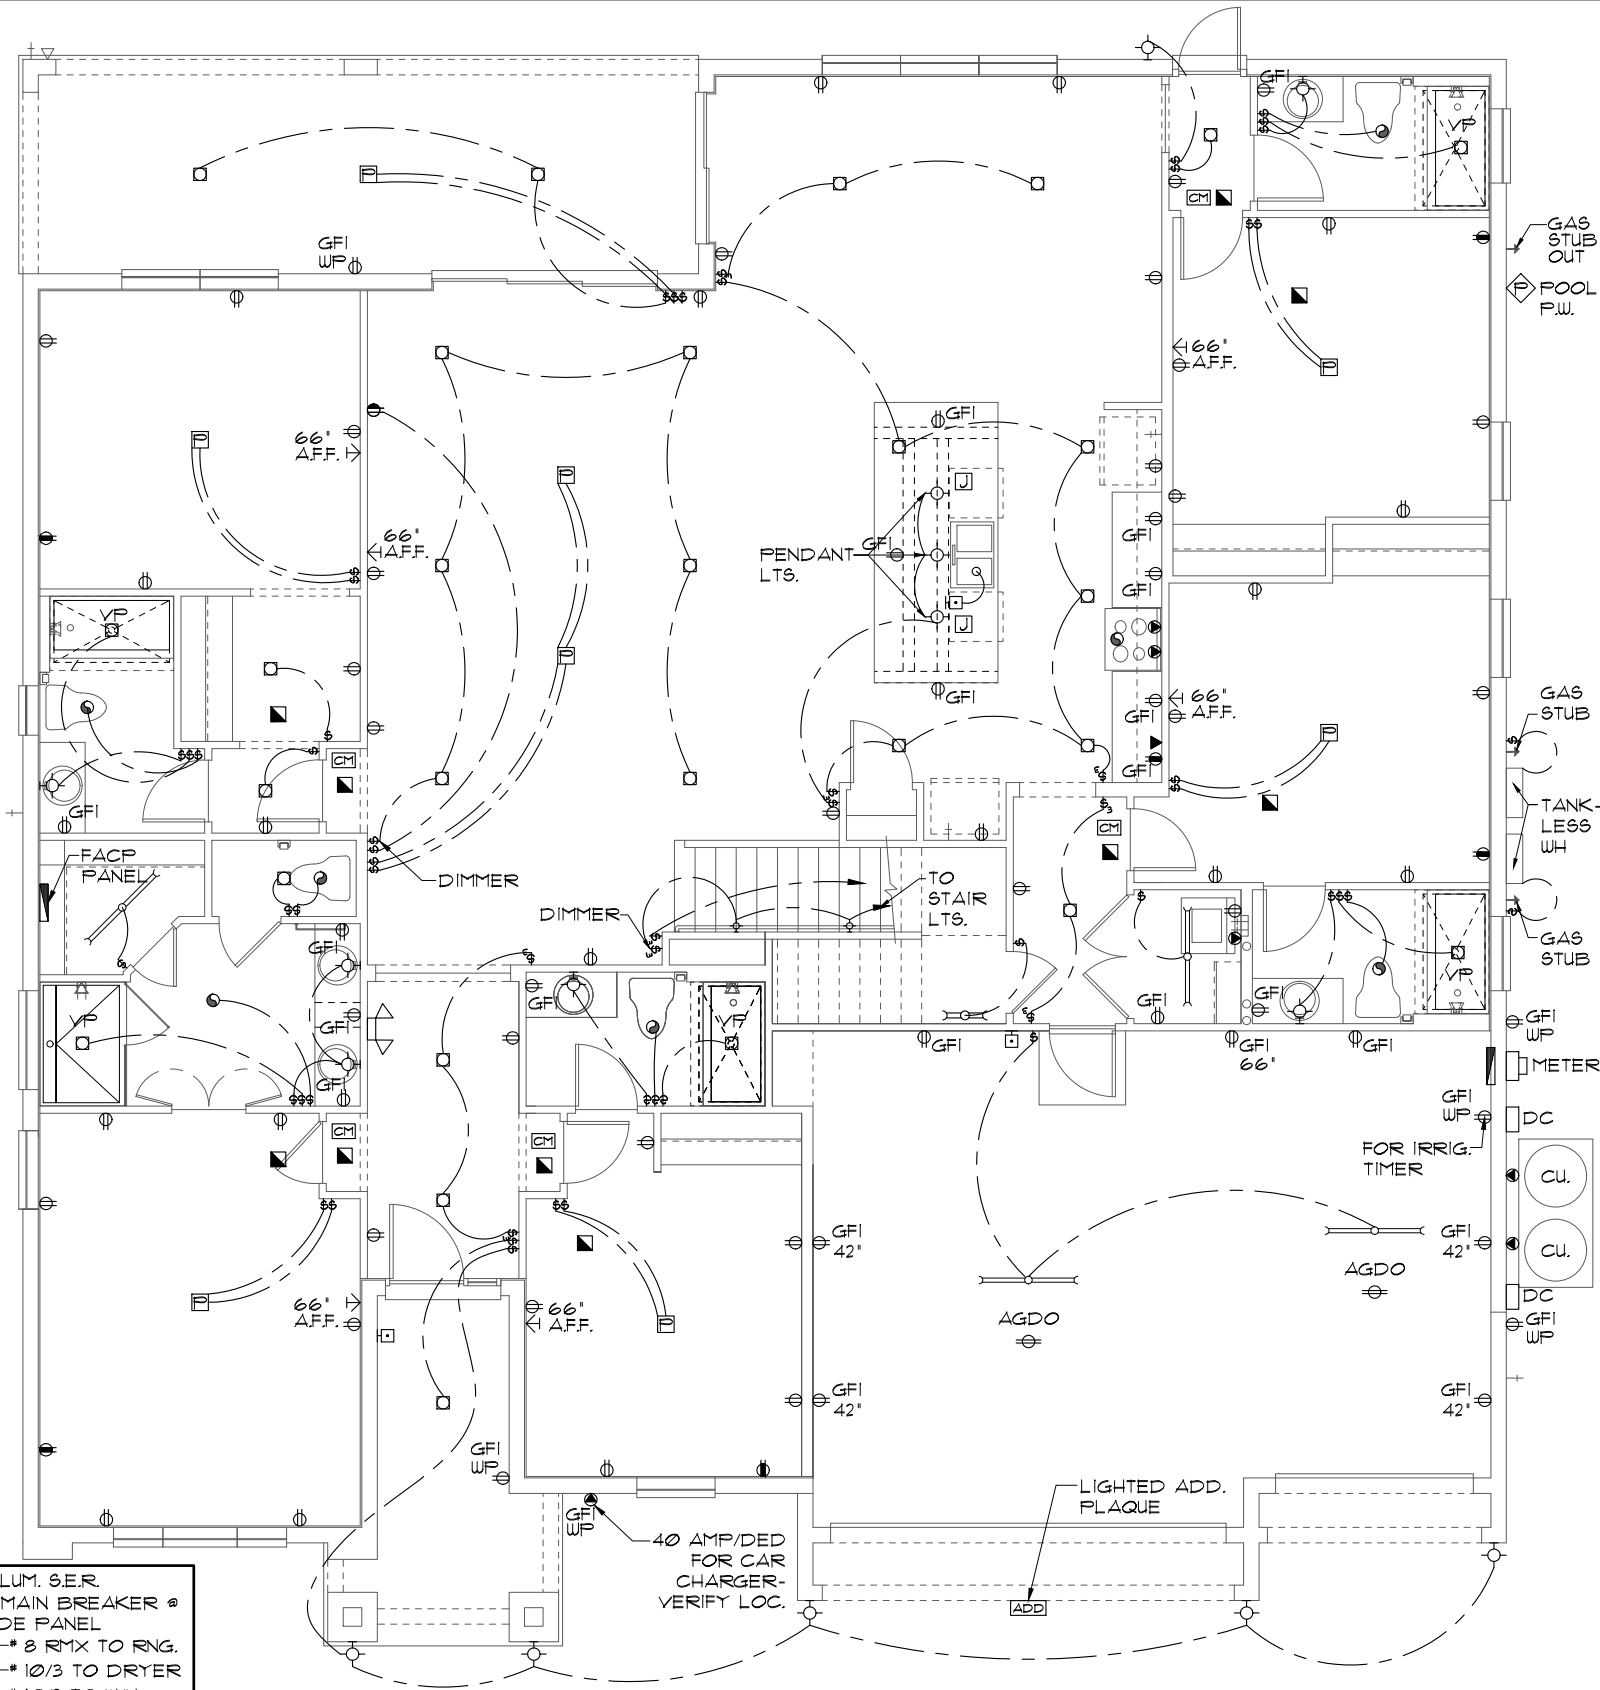 GFI
VP
CM
GAS
STUB
OUT
P
POOL
P.W.
GFI
WP
P
P
66"
A.F.F.
P
GFI
P
66"
A.F.F.
P
J
GFI
66"
A.F.F.
PENDANT
LTS.
GFI
GFI
J
VP
P
GFI
GFI
GFI
66"
A.F.F.
P
GAS
STUB
CM
GFI
TANK-
LESS
WH
CM
FACP
PANEL
DIMMER
DIMMER
TO
STAIR
LTS.
GAS
STUB
GFI
VP
GFI
VP
GFI
GFI
GFI
VP
GFI
WP
METER
GFI
GFI
66"
GFI
GFI
WP
DC
FOR IRRIG.
TIMER
CM
CM
CU.
GFI
42"
GFI
42"
CU.
AGDO
DC
GFI
WP
AGDO
P
66"
A.F.F.
66"
A.F.F.
P
GFI
42"
GFI
42"
GFI
WP
GFI
WP
LIGHTED ADD.
PLAQUE
40 AMP/DED
FOR CAR
CHARGER-
VERIFY LOC.
ADD
LUM. S.E.R.
MAIN BREAKER @
DE PANEL
-# 8 RMX TO RNG.
-# 10/3 TO DRYER